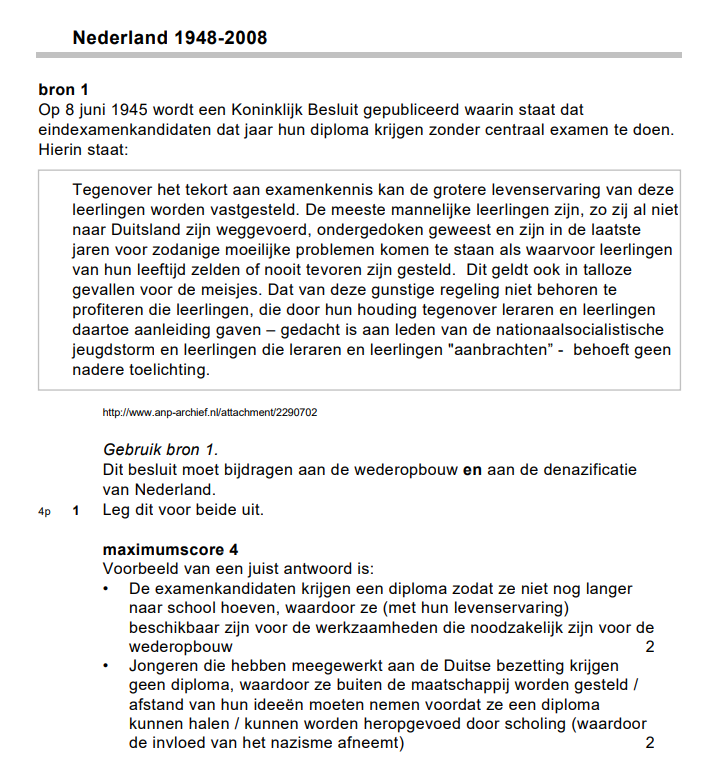 Nederland 1948-2008
bron 1
Op 8 juni 1945 wordt een Koninklijk Besluit gepubliceerd waarin staat dat
eindexamenkandidaten dat jaar hun diploma krijgen zonder centraal examen te doen.
Hierin staat:
Tegenover het tekort aan examenkennis kan de grotere levenservaring van deze
leerlingen worden vastgesteld. De meeste mannelijke leerlingen zijn, zo zij al niet
naar Duitsland zijn weggevoerd, ondergedoken geweest en zijn in de laatste
jaren voor zodanige moeilijke problemen komen te staan als waarvoor leerlingen
van hun leeftijd zelden of nooit tevoren zijn gesteld. Dit geldt ook in talloze
gevallen voor de meisjes. Dat van deze gunstige regeling niet behoren te
profiteren die leerlingen, die door hun houding tegenover leraren en leerlingen
daartoe aanleiding gaven – gedacht is aan leden van de nationaalsocialistische
jeugdstorm en leerlingen die leraren en leerlingen "aanbrachten” - behoeft geen
nadere toelichting.
http://www.anp-archief.nl/attachment/2290702
Gebruik bron 1.
Dit besluit moet bijdragen aan de wederopbouw en aan de denazificatie
van Nederland.
4p 1 Leg dit voor beide uit.
maximumscore 4
Voorbeeld van een juist antwoord is:
• De examenkandidaten krijgen een diploma zodat ze niet nog langer
naar school hoeven, waardoor ze (met hun levenservaring)
beschikbaar zijn voor de werkzaamheden die noodzakelijk zijn voor de
wederopbouw 2
• Jongeren die hebben meegewerkt aan de Duitse bezetting krijgen
geen diploma, waardoor ze buiten de maatschappij worden gesteld /
afstand van hun ideeën moeten nemen voordat ze een diploma
kunnen halen / kunnen worden heropgevoed door scholing (waardoor
de invloed van het nazisme afneemt) 2